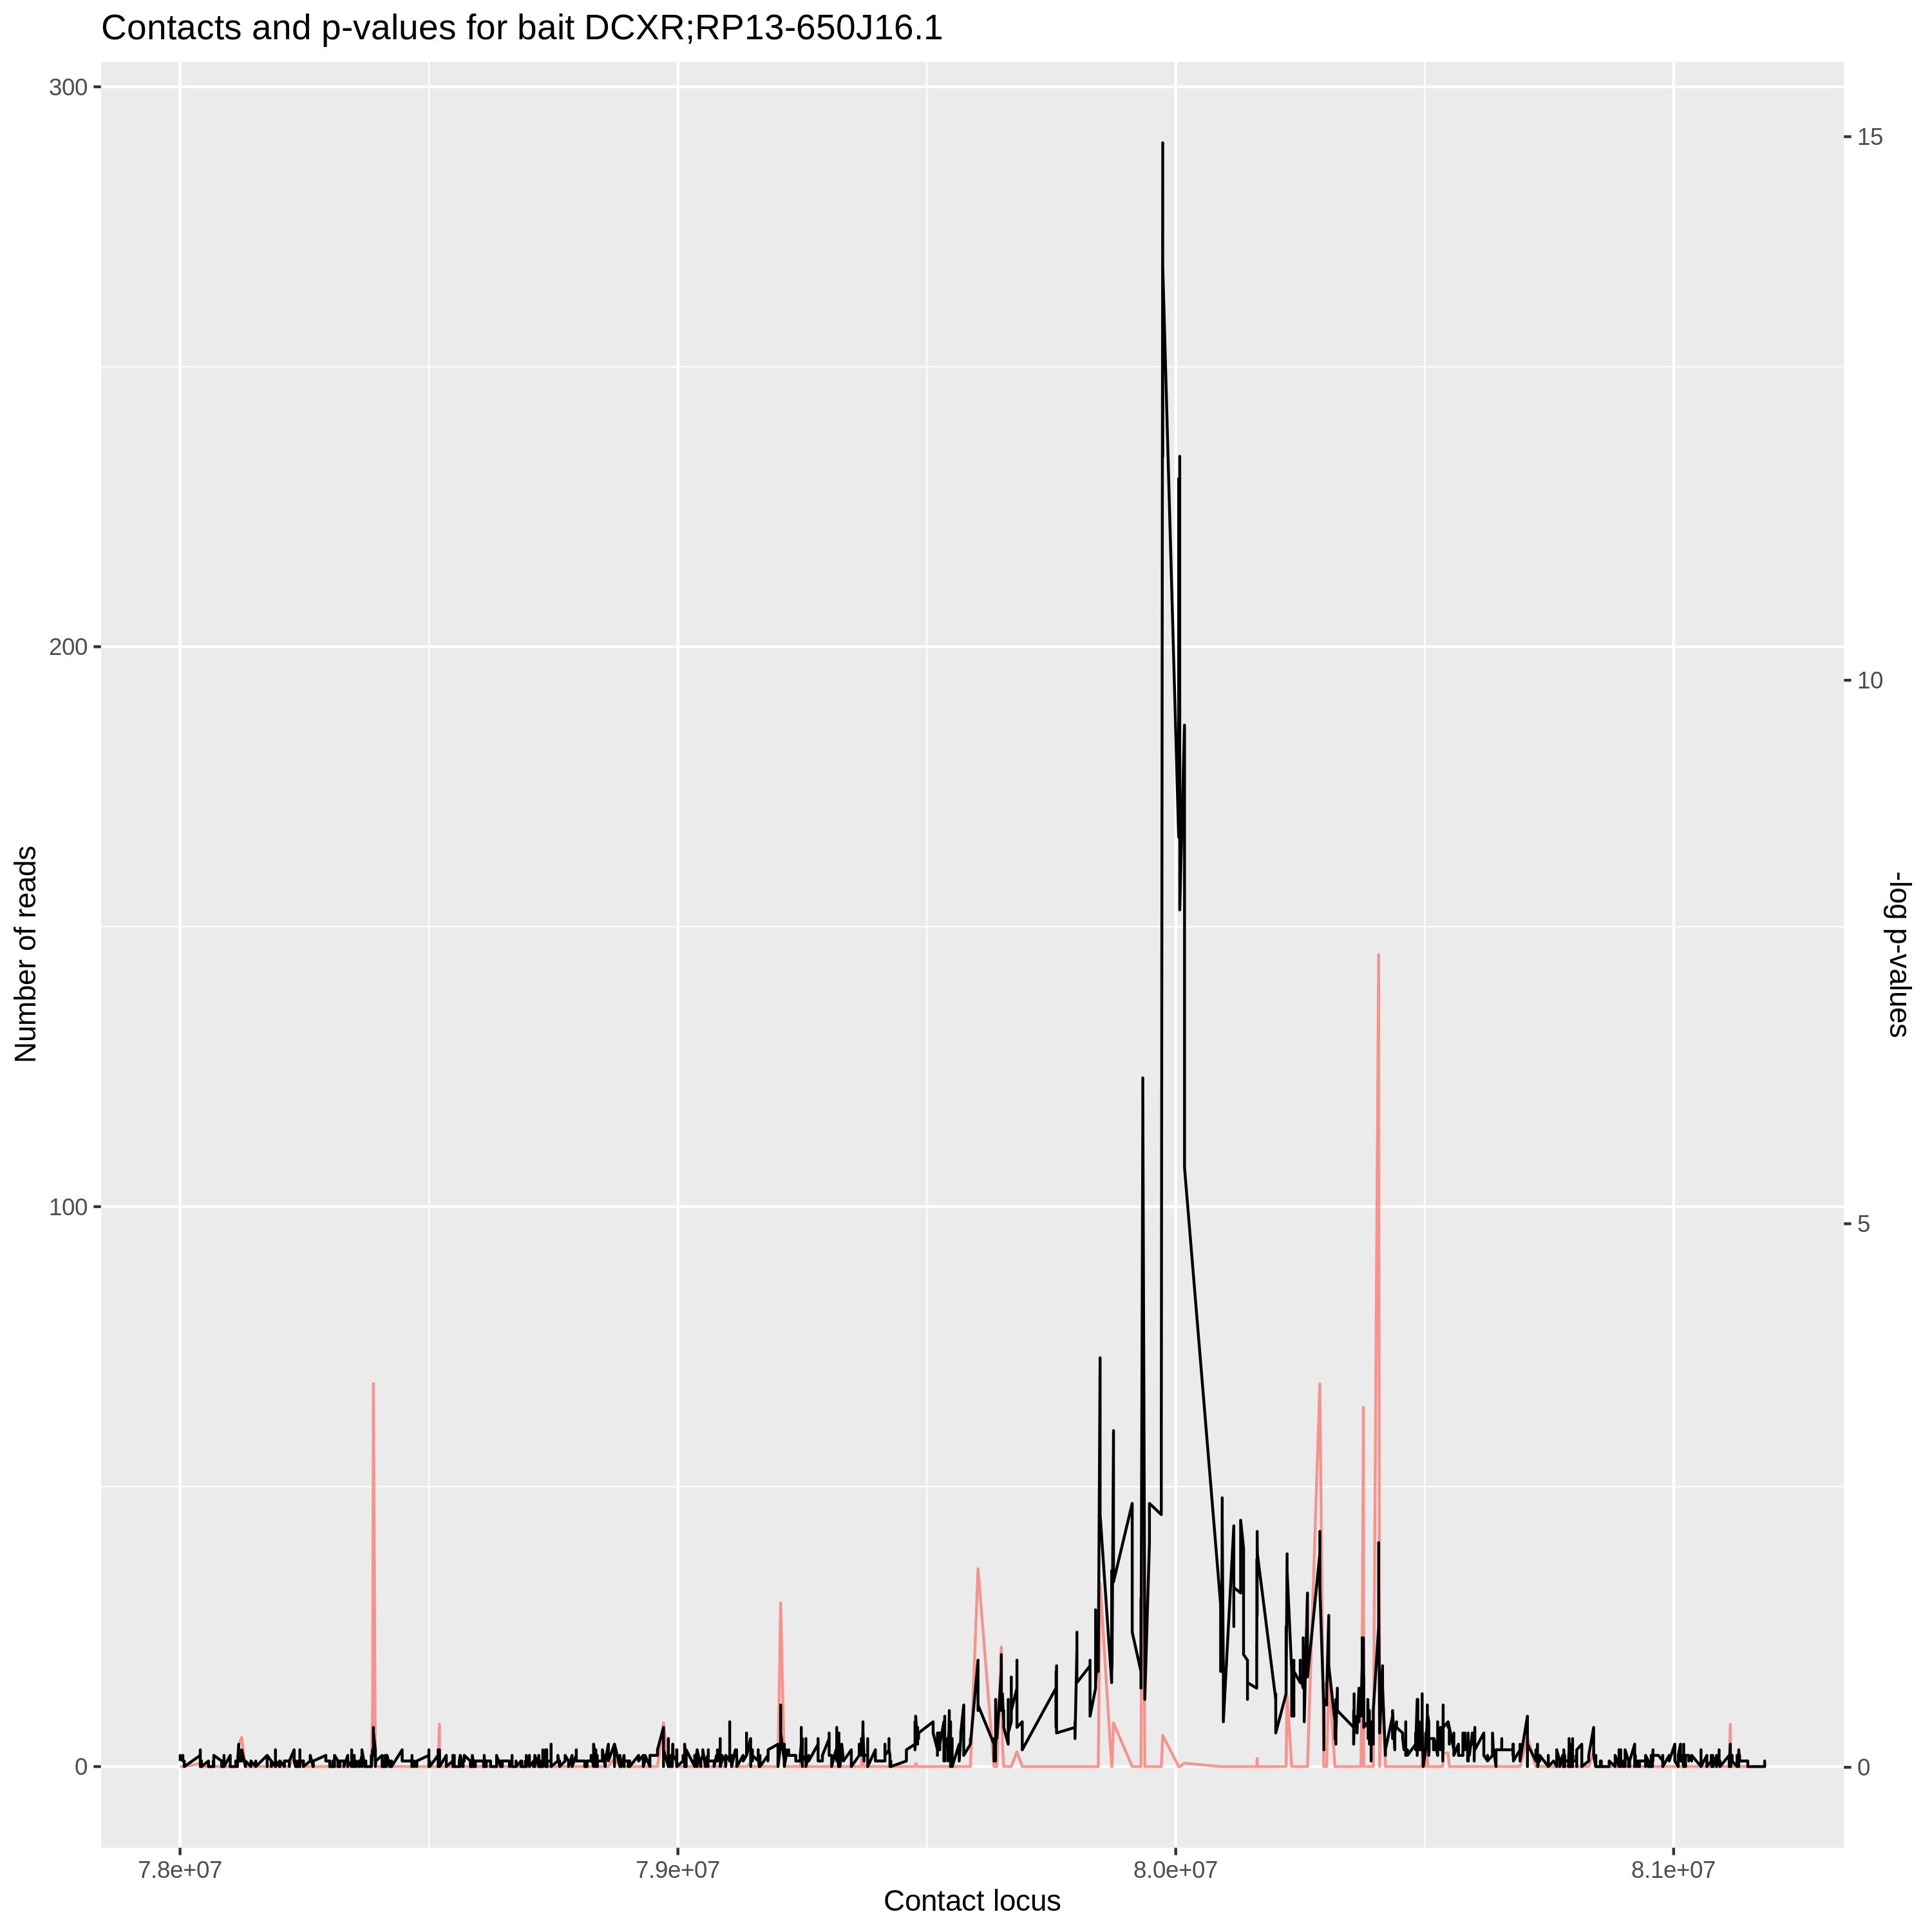 Contacts and p-values for bait DCXR;RP13-650J16.1
300
200
100
0
Number of reads
15
10
5
0
-log p-values
7.8e+07
7.9e+07
8.0e+07
8.1e+07
Contact locus